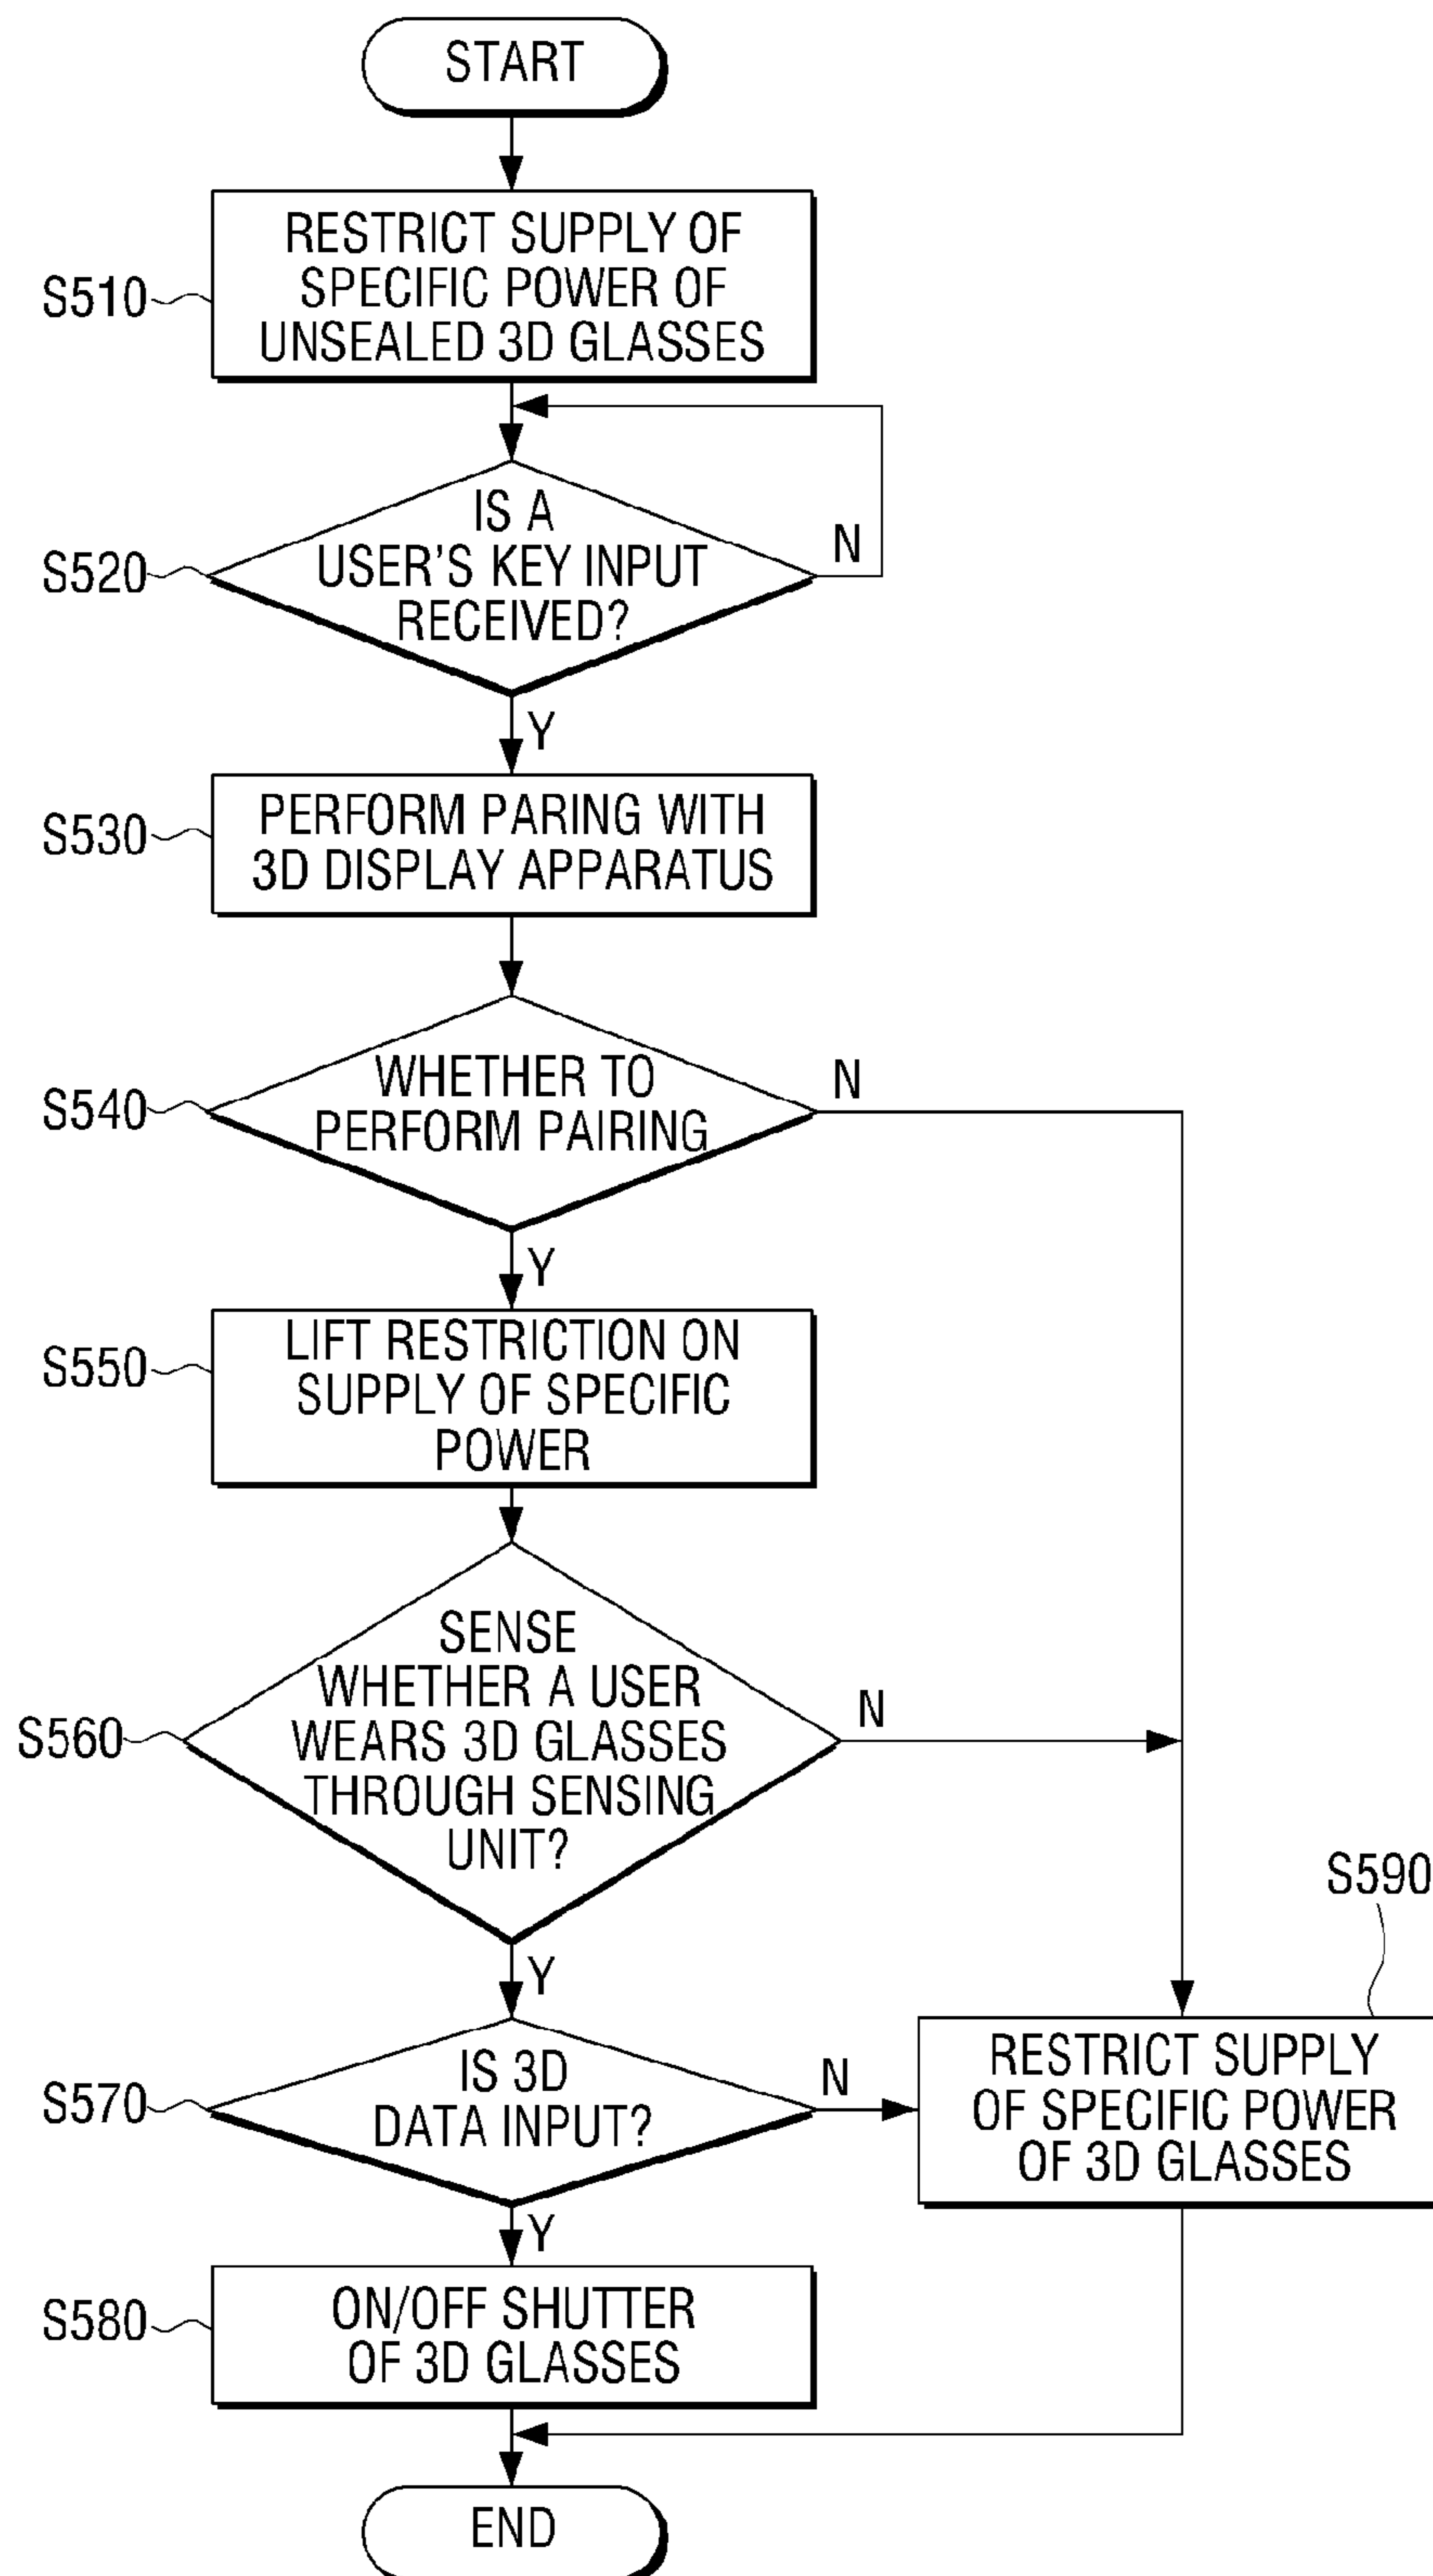 START
S510
RESTRICT SUPPLY OF
SPECIFIC POWER OF
UNSEALED 3D GLASSES
S520
IS A
USER'S KEY INPUT
RECEIVED?
N
Y
S530
PERFORM PARING WITH
3D DISPLAY APPARATUS
S540
WHETHER TO
PERFORM PAIRING
N
Y
S550
LIFT RESTRICTION ON
SUPPLY OF SPECIFIC
POWER
S560
SENSE
WHETHER A USER
WEARS 3D GLASSES
THROUGH SENSING
UNIT?
N
Y
S570
IS 3D
DATA INPUT?
N
Y
S590
RESTRICT SUPPLY
OF SPECIFIC POWER
OF 3D GLASSES
S580
ON/OFF SHUTTER
OF 3D GLASSES
END